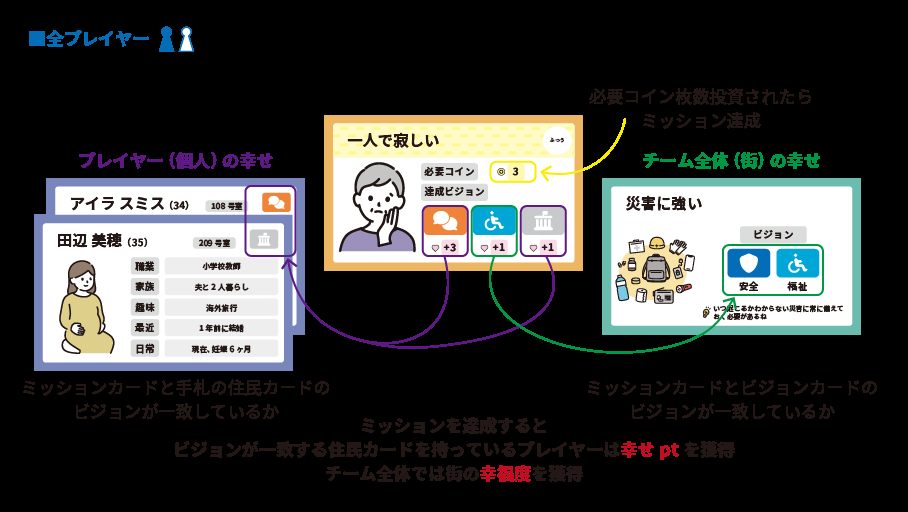 ■全プレイヤー
必要コイン枚数投資されたら
ミッション達成
プレイヤー（個人）の幸せ
チーム全体（街）の幸せ
アイラ スミス（34）
108 号室
田辺 美穂（35）
209 号室
職業 小学校教師
家族 夫と2人暮らし
趣味 海外旅行
最近 1年前に結婚
日常 現在、妊娠6ヶ月
一人で寂しい
ふつう
必要コイン
3
達成ビジョン
+3
+1
+1
災害に強い
ビジョン
安全
福祉
いつ起こるかわからない災害に常に備えて
おく必要があるね
ミッションカードと手札の住民カードの
ビジョンが一致しているか
ミッションカードとビジョンカードの
ビジョンが一致しているか
ミッションを達成すると
ビジョンが一致する住民カードを持っているプレイヤーは幸せ pt を獲得
チーム全体では街の幸福度を獲得